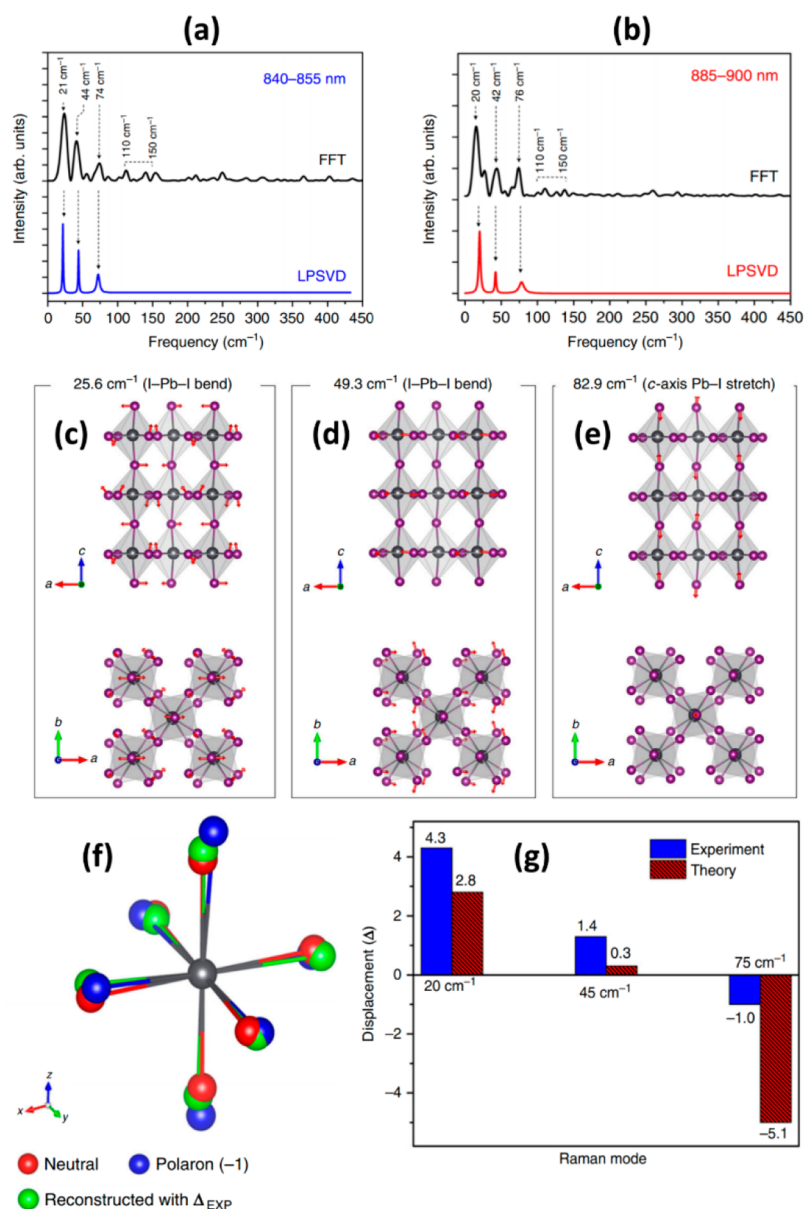 (a)
21 cm⁻¹
44 cm⁻¹
74 cm⁻¹
840–855 nm
110 cm⁻¹
150 cm⁻¹
FFT
LPSVD
Intensity (arb. units)
0 50 100 150 200 250 300 350 400 450
Frequency (cm⁻¹)
(b)
20 cm⁻¹
42 cm⁻¹
76 cm⁻¹
885–900 nm
110 cm⁻¹
150 cm⁻¹
FFT
LPSVD
Intensity (arb. units)
0 50 100 150 200 250 300 350 400 450
Frequency (cm⁻¹)
25.6 cm⁻¹ (I–Pb–I bend)
(c)
c
a
b
a
49.3 cm⁻¹ (I–Pb–I bend)
(d)
c
a
b
a
82.9 cm⁻¹ (c-axis Pb–I stretch)
(e)
c
a
b
a
(f)
z
x
y
Neutral
Polaron (−1)
Reconstructed with Δ_EXP
(g)
Experiment
Theory
Displacement (Δ)
4
2
0
−2
−4
4.3
2.8
20 cm⁻¹
1.4
0.3
45 cm⁻¹
75 cm⁻¹
−1.0
−5.1
Raman mode